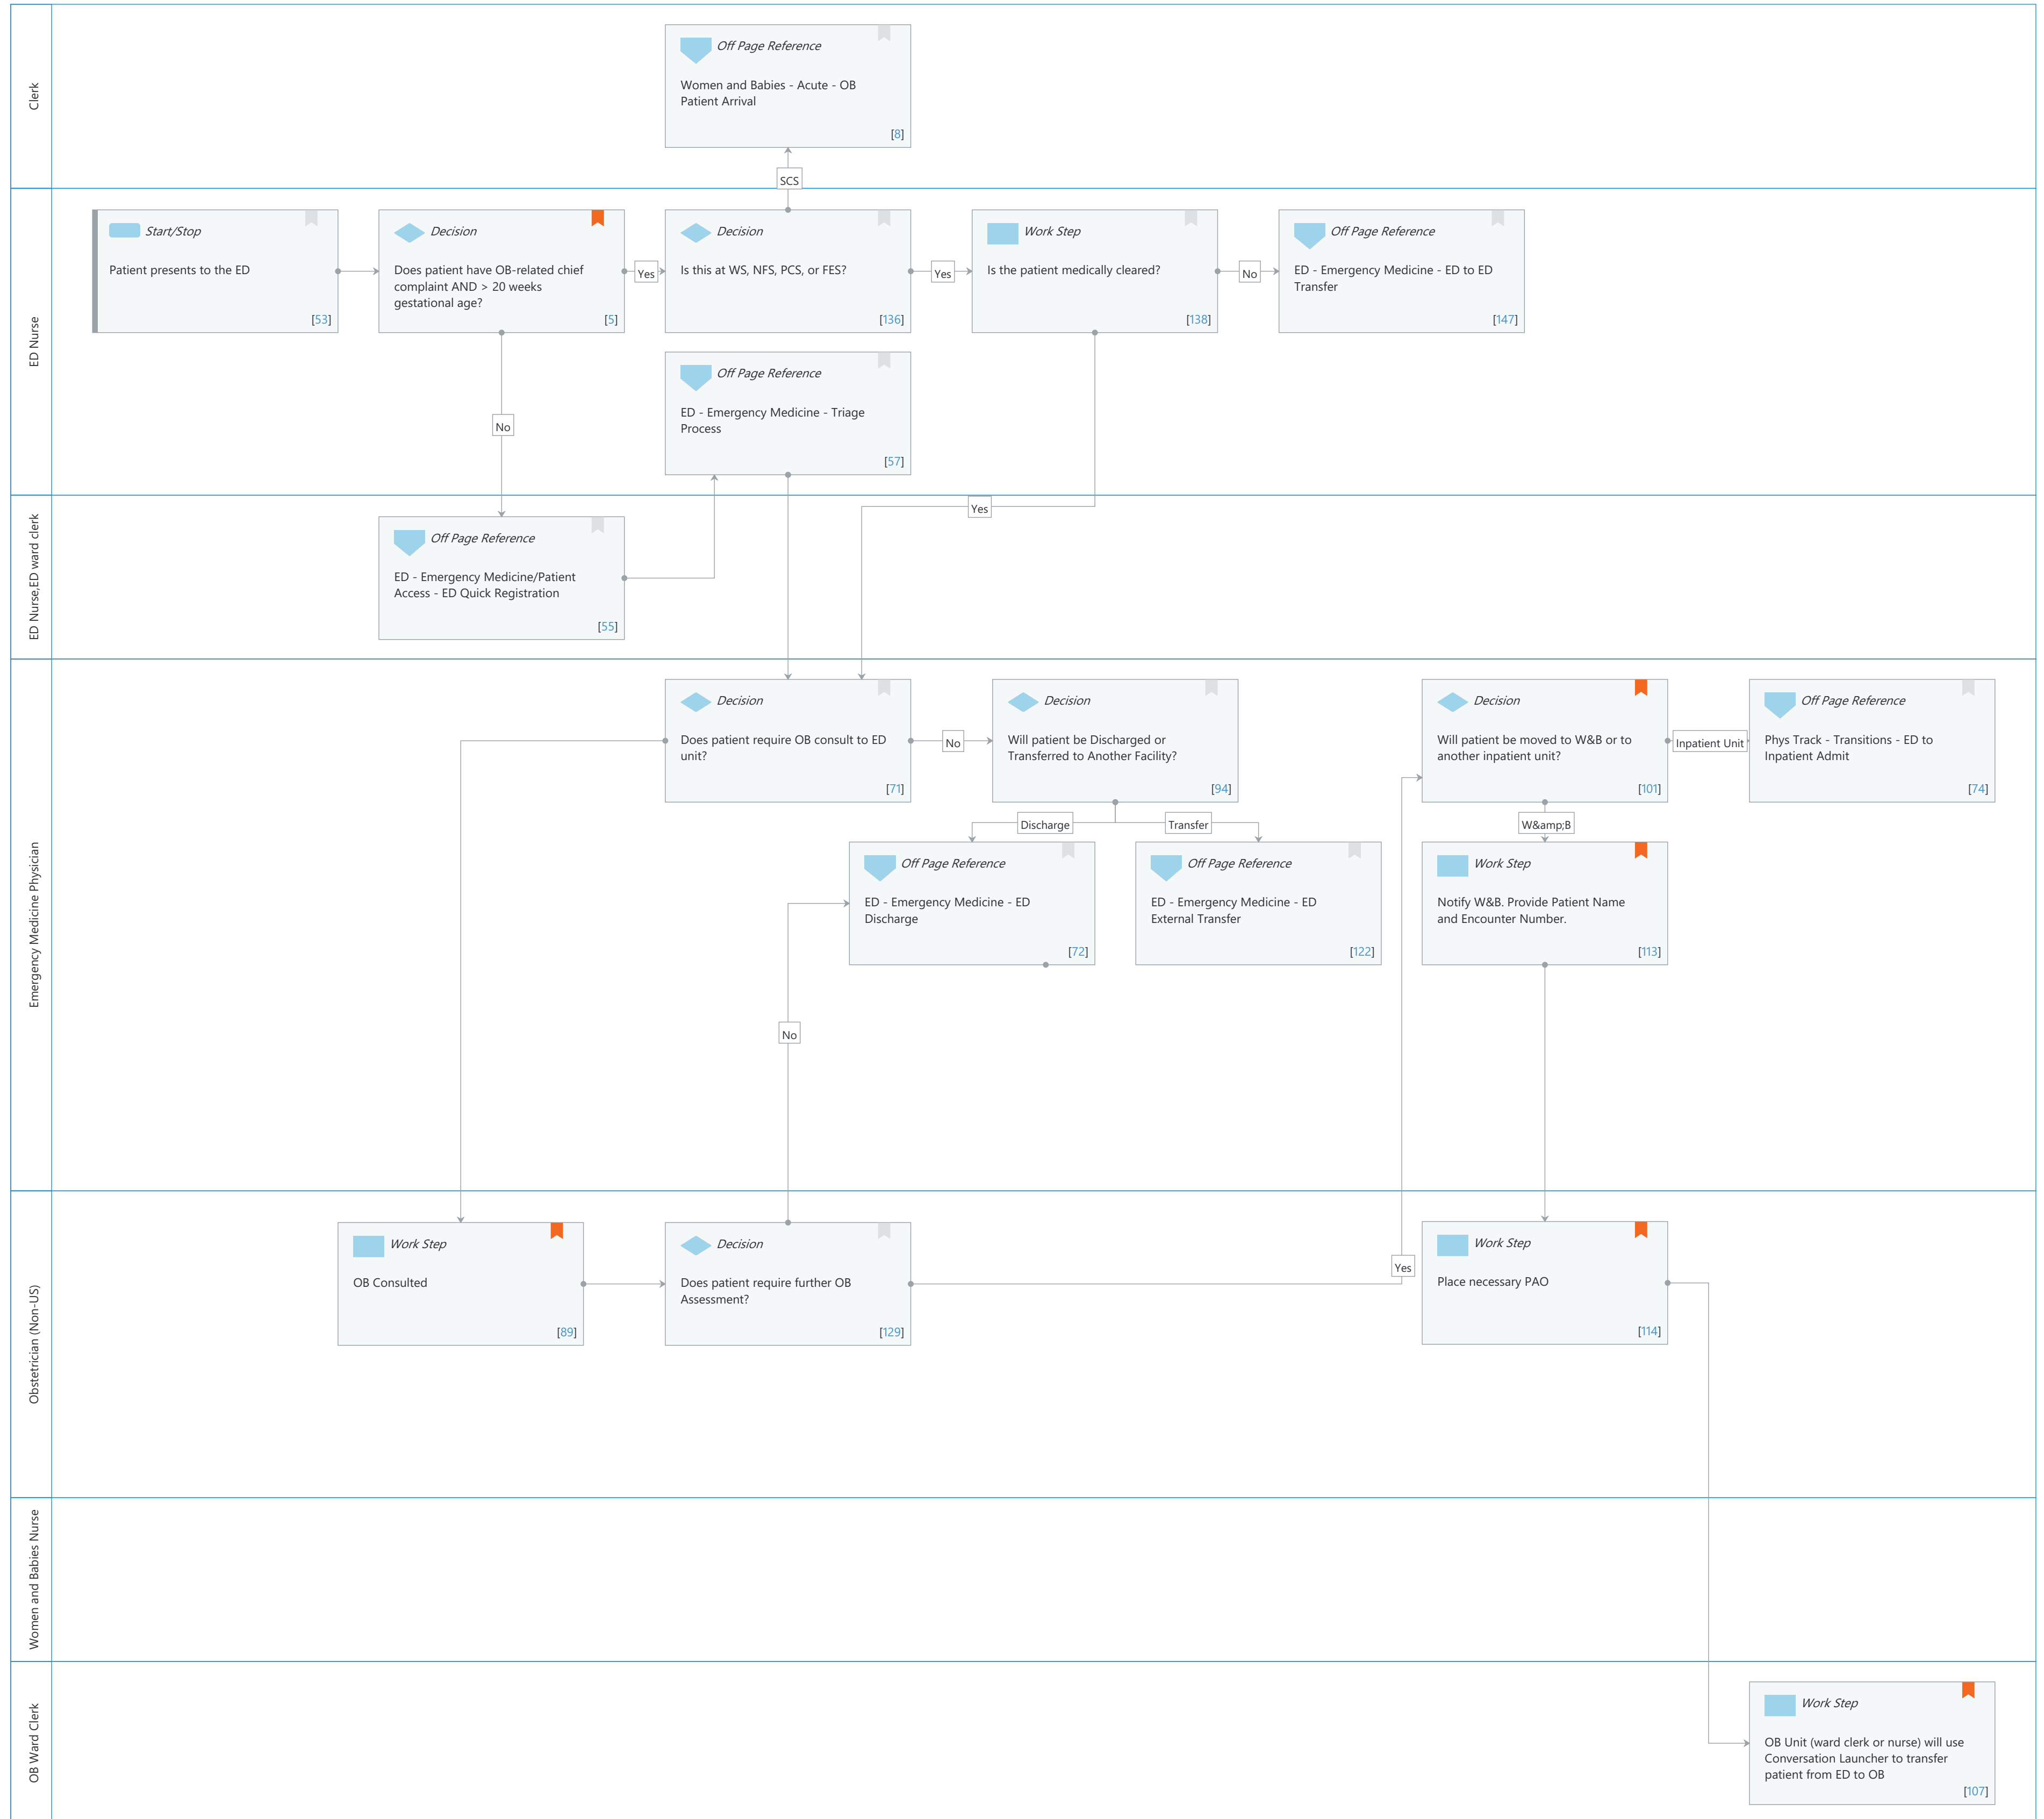 Clerk
Off Page Reference
Women and Babies - Acute - OB
Patient Arrival
[8]
SCS
ED Nurse
Start/Stop
Patient presents to the ED
[53]
Decision
Does patient have OB-related chief
complaint AND > 20 weeks
gestational age?
[5]
Yes
Decision
Is this at WS, NFS, PCS, or FES?
[136]
Yes
Work Step
Is the patient medically cleared?
[138]
No
Off Page Reference
ED - Emergency Medicine - ED to ED
Transfer
[147]
Off Page Reference
ED - Emergency Medicine - Triage
Process
[57]
No
Yes
ED Nurse,ED ward clerk
Off Page Reference
ED - Emergency Medicine/Patient
Access - ED Quick Registration
[55]
Emergency Medicine Physician
Decision
Does patient require OB consult to ED
unit?
[71]
No
Decision
Will patient be Discharged or
Transferred to Another Facility?
[94]
Decision
Will patient be moved to W&B or to
another inpatient unit?
[101]
Inpatient Unit
Off Page Reference
Phys Track - Transitions - ED to
Inpatient Admit
[74]
Discharge
Transfer
W&amp;B
Off Page Reference
ED - Emergency Medicine - ED
Discharge
[72]
Off Page Reference
ED - Emergency Medicine - ED
External Transfer
[122]
Work Step
Notify W&B. Provide Patient Name
and Encounter Number.
[113]
No
Obstetrician (Non-US)
Work Step
OB Consulted
[89]
Decision
Does patient require further OB
Assessment?
[129]
Yes
Work Step
Place necessary PAO
[114]
Women and Babies Nurse
OB Ward Clerk
Work Step
OB Unit (ward clerk or nurse) will use
Conversation Launcher to transfer
patient from ED to OB
[107]